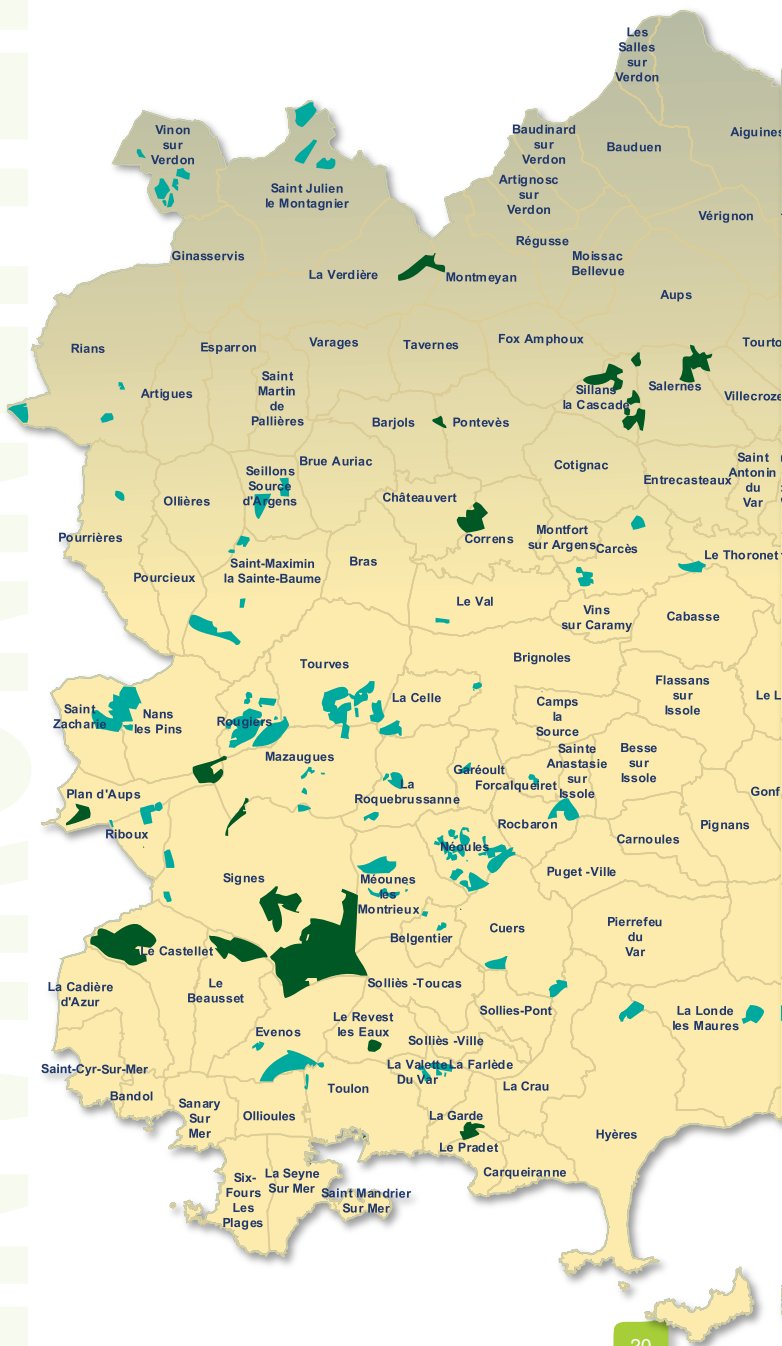 Les
Salles
sur
Verdon
Vinon
sur
Verdon
Baudinard
sur
Verdon
Bauduen
Aiguines
Saint Julien
le Montagnier
Artignosc
sur
Verdon
Vérignon
Ginasservis
La Verdière
Montmeyan
Régusse
Moissac
Bellevue
Aups
Rians
Esparron
Varages
Tavernes
Fox Amphoux
Tourto
Artigues
Saint
Martin
de
Pallières
Barjols
Pontevès
Sillans
la Cascade
Salernes
Villecroze
Seillons
Source
d'Argens
Brue Auriac
Ollières
Châteauvert
Cotignac
Entrecasteaux
Saint
Antonin
du
Var
Pourrières
Pourcieux
Saint-Maximin
la Sainte-Baume
Bras
Correns
Montfort
sur Argens
Carcès
Le Thoronet
Le Val
Vins
sur Caramy
Cabasse
Tourves
Brignoles
Saint
Zacharie
Nans
les Pins
Rougiers
La Celle
Camps
la
Source
Flassans
sur
Issole
Le L
Mazaugues
La
Roquebrussanne
Garéoult
Forcalqueiret
Sainte
Anastasie
sur
Issole
Besse
sur
Issole
Plan d'Aups
Riboux
Néoules
Rocbaron
Carnoules
Pignans
Gonf
Signes
Méounes
les
Montrieux
Puget -Ville
Le Castellet
Belgentier
Cuers
Pierrefeu
du
Var
La Cadière
d'Azur
Le
Beausset
Solliès -Toucas
Evenos
Le Revest
les Eaux
Sollies-Pont
La Londe
les Maures
Saint-Cyr-Sur-Mer
Bandol
Solliès -Ville
La Valette
Du Var
La Farlède
Toulon
La Crau
Sanary
Sur
Mer
Ollioules
La Garde
Le Pradet
Hyères
Six-
Fours
Les
Plages
La Seyne
Sur Mer
Saint Mandrier
Sur Mer
Carqueiranne
20